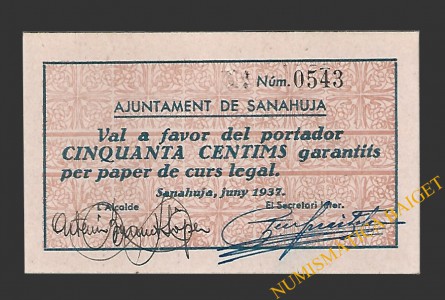 Núm. 0543
AJUNTAMENT DE SANAHUJA
Val a favor del portador
CINQUANTA CENTIMS garantits
per paper de curs legal.
Sanahuja, juny 1937.
L'Alcalde El Secretari Inter.
NUMISMATICA BAIGET